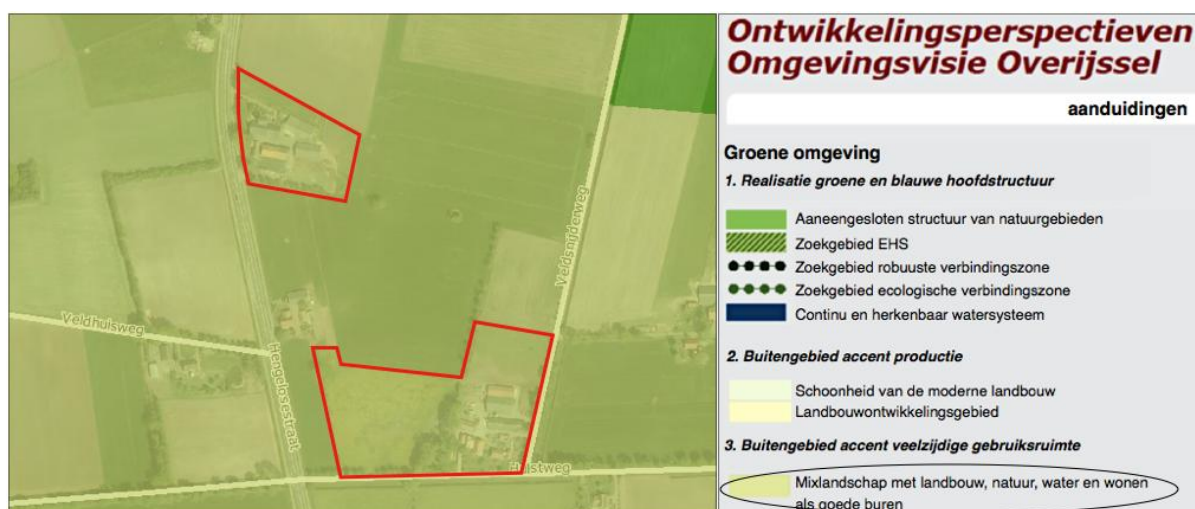 Ontwikkelingsperspectieven
Omgevingsvisie Overijssel
aanduidingen
Groene omgeving
1. Realisatie groene en blauwe hoofdstructuur
Aaneengesloten structuur van natuurgebieden
Zoekgebied EHS
Zoekgebied robuuste verbindingszone
Zoekgebied ecologische verbindingszone
Continu en herkenbaar watersysteem
2. Buitengebied accent productie
Schoonheid van de moderne landbouw
Landbouwontwikkelingsgebied
3. Buitengebied accent veelzijdige gebruiksruimte
Mixlandschap met landbouw, natuur, water en wonen
als goede buren
Veldsnijderweg
Veldhuisweg
Hengelosestraat
Hulstweg